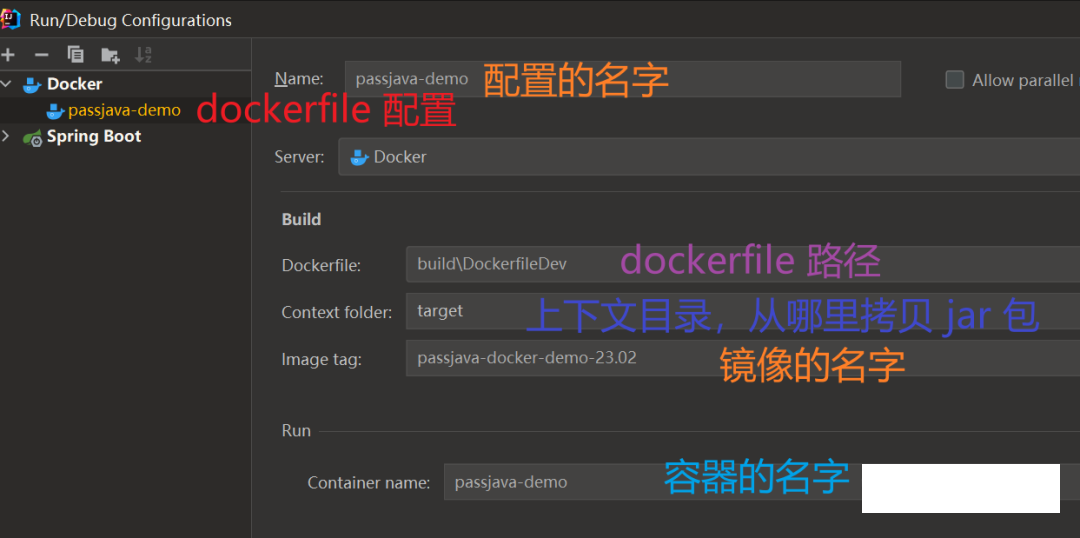 Run/Debug Configurations
Docker
passjava-demo
dockerfile 配置
Spring Boot
Name: passjava-demo 配置的名字
Allow parallel
Server: Docker
Build
Dockerfile: build\DockerfileDev dockerfile 路径
Context folder: target 上下文目录，从哪里拷贝 jar 包
Image tag: passjava-docker-demo-23.02 镜像的名字
Run
Container name: passjava-demo 容器的名字